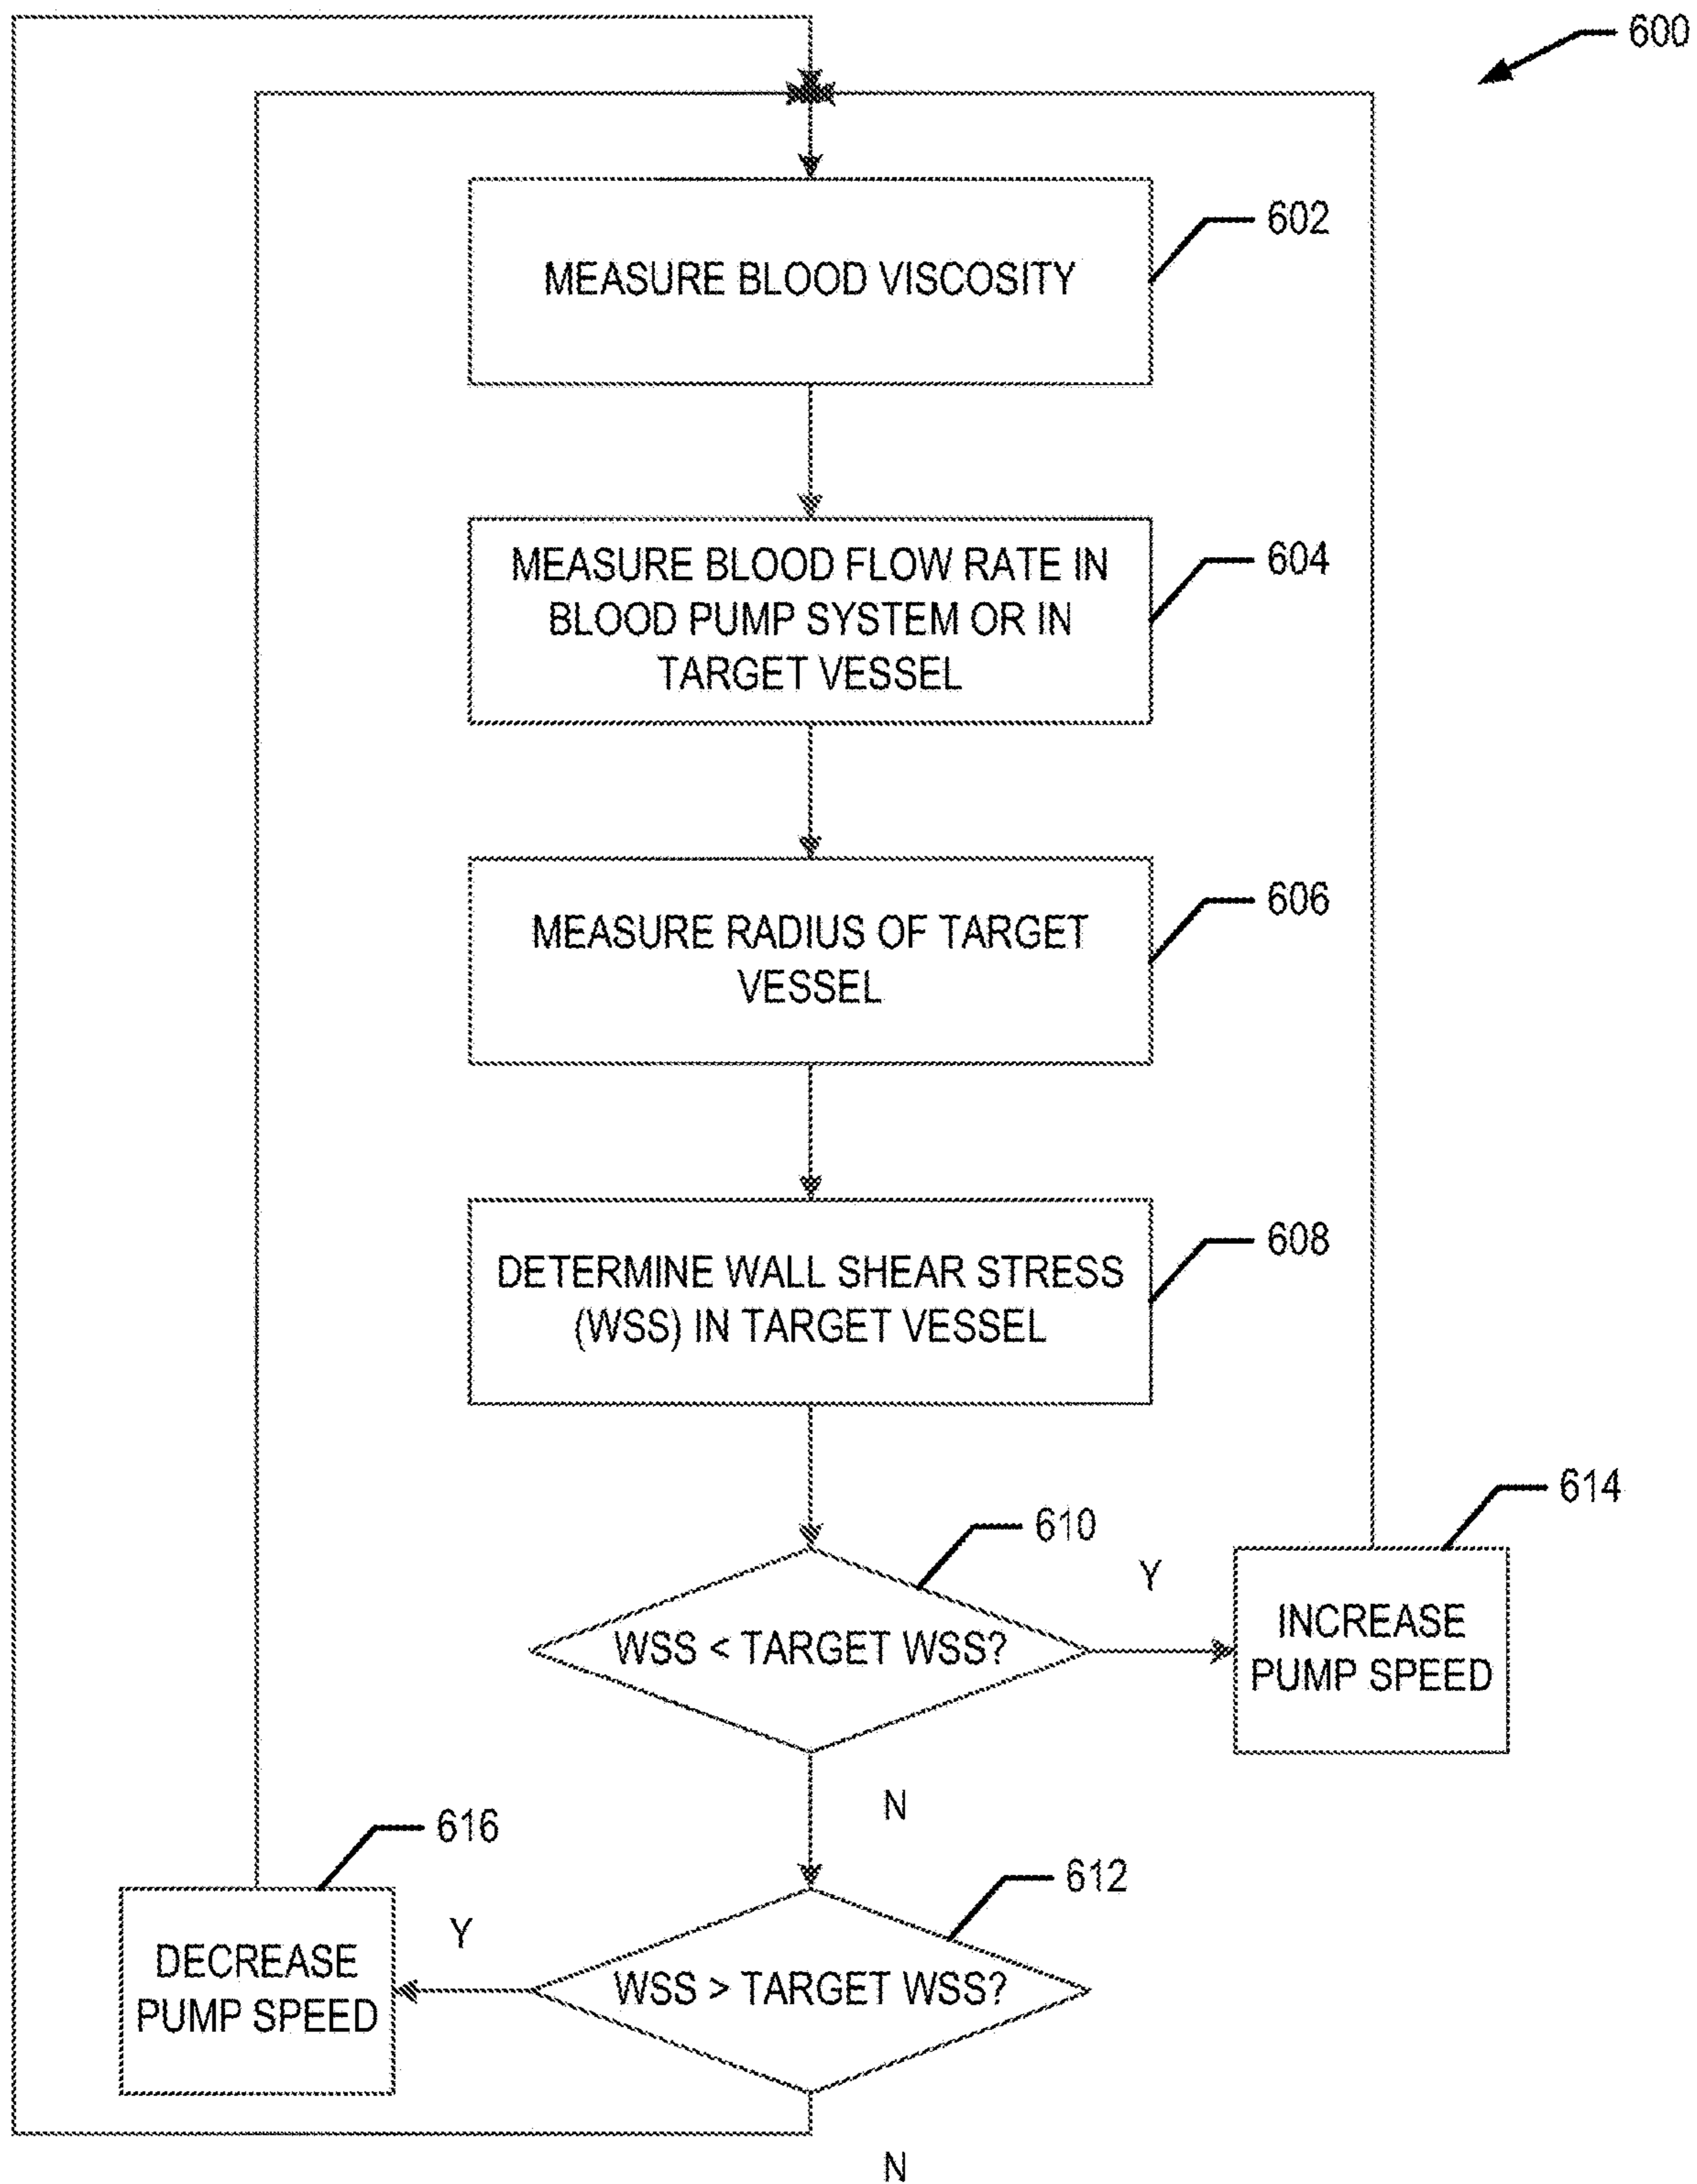 600
MEASURE BLOOD VISCOSITY
602
MEASURE BLOOD FLOW RATE IN
BLOOD PUMP SYSTEM OR IN
TARGET VESSEL
604
MEASURE RADIUS OF TARGET
VESSEL
606
DETERMINE WALL SHEAR STRESS
(WSS) IN TARGET VESSEL
608
610
WSS < TARGET WSS?
Y
614
INCREASE
PUMP SPEED
N
612
WSS > TARGET WSS?
Y
616
DECREASE
PUMP SPEED
N